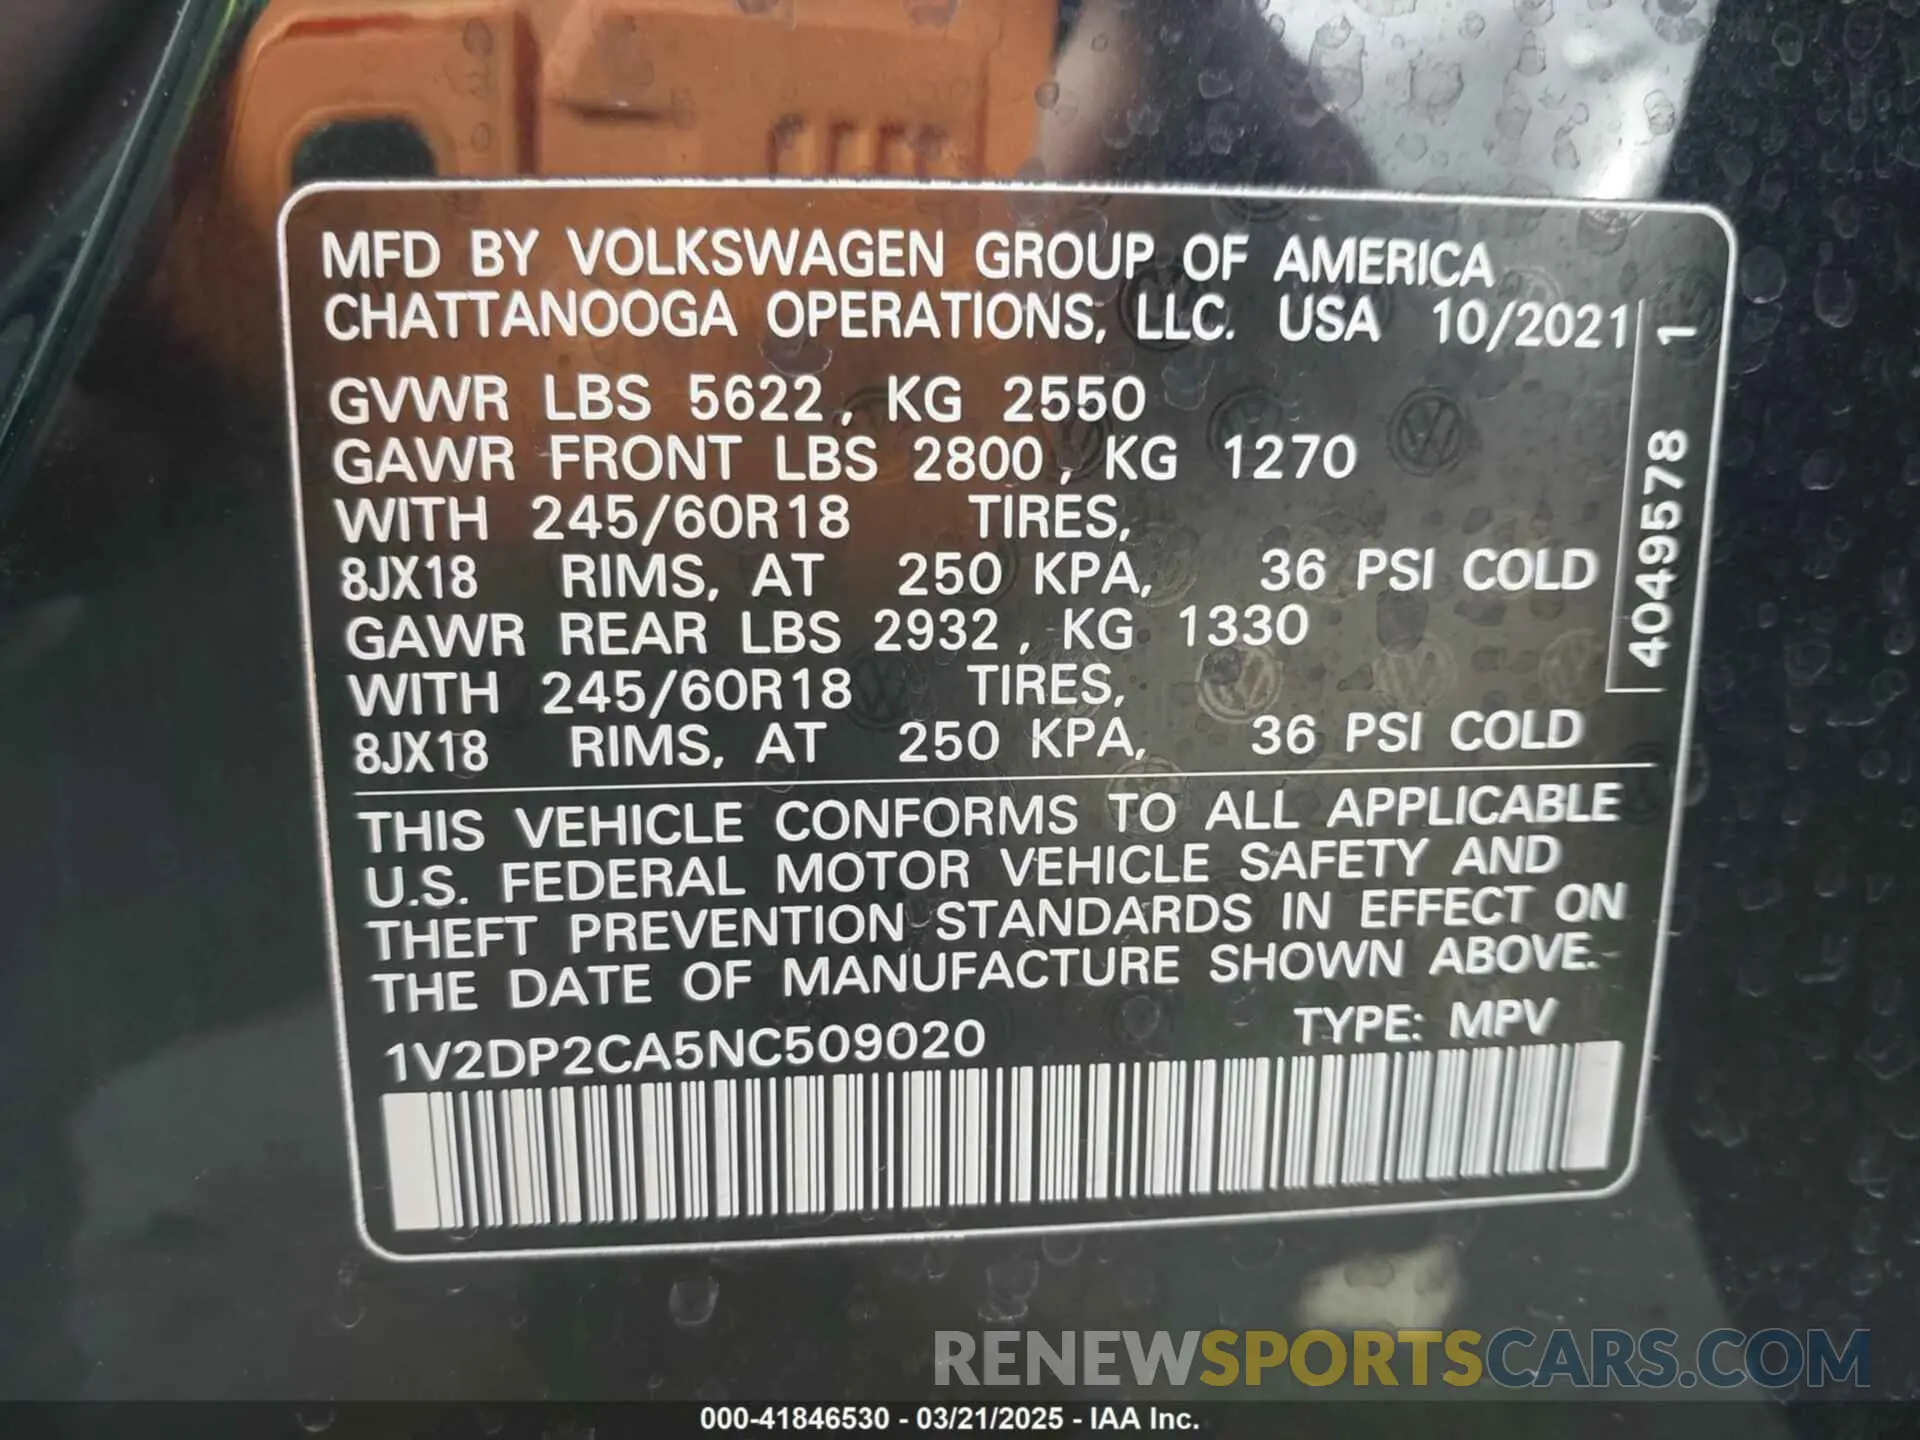 MFD BY VOLKSWAGEN GROUP OF AMERICA
CHATTANOOGA OPERATIONS, LLC. USA 10/2021
GVWR LBS 5622, KG 2550
GAWR FRONT LBS 2800, KG 1270
WITH 245/60R18 TIRES,
8JX18 RIMS, AT 250 KPA, 36 PSI COLD
GAWR REAR LBS 2932, KG 1330
WITH 245/60R18 TIRES,
8JX18 RIMS, AT 250 KPA, 36 PSI COLD
4049578 1
THIS VEHICLE CONFORMS TO ALL APPLICABLE
U.S. FEDERAL MOTOR VEHICLE SAFETY AND
THEFT PREVENTION STANDARDS IN EFFECT ON
THE DATE OF MANUFACTURE SHOWN ABOVE.
1V2DP2CA5NC509020 TYPE: MPV
RENEWSPORTSCARS.COM
000-41846530 - 03/21/2025 - IAA Inc.